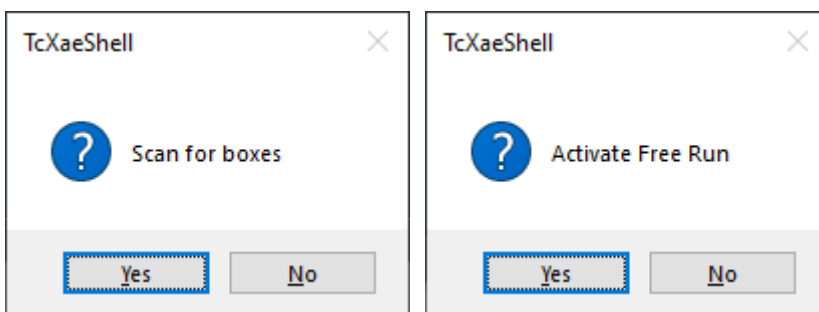 TcXaeShell
Scan for boxes
Yes
No
TcXaeShell
Activate Free Run
Yes
No